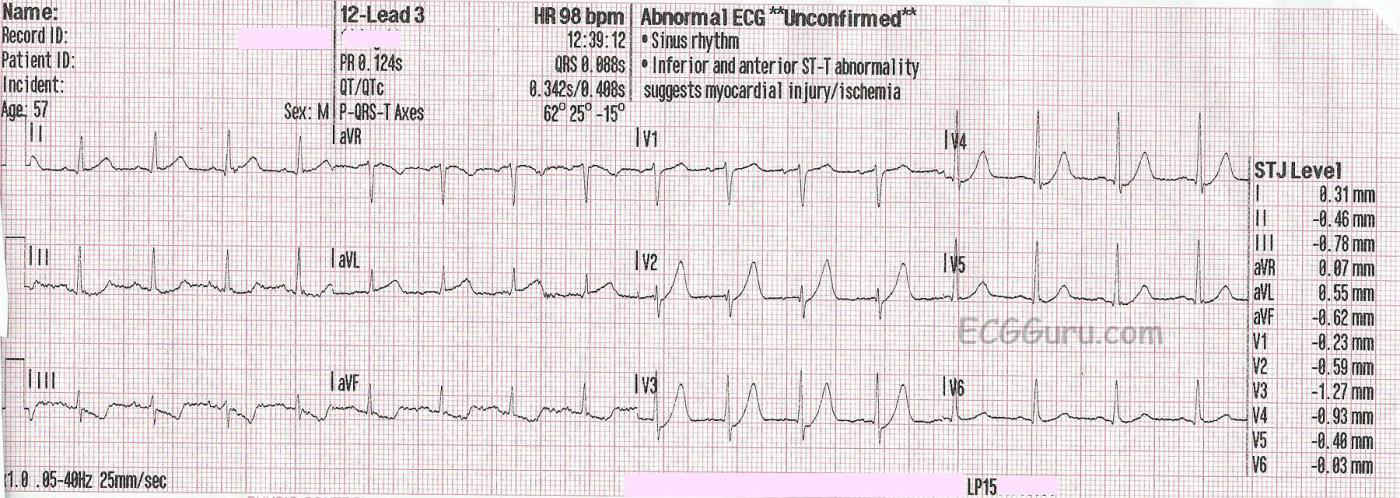 Name:
Record ID:
Patient ID:
Incident:
Age: 57 Sex: M
12-Lead 3 HR 98 bpm
12:39:12
PR 0.124s QRS 0.088s
QT/QTc 0.342s/0.408s
P-QRS-T Axes 62° 25° -15°
Abnormal ECG **Unconfirmed**
• Sinus rhythm
• Inferior and anterior ST-T abnormality
suggests myocardial injury/ischemia
I aVR V1 V4
II aVL V2 V5
III aVF V3 V6
STJ Level
I 0.31 mm
II -0.46 mm
III -0.78 mm
aVR 0.07 mm
aVL 0.55 mm
aVF -0.62 mm
V1 -0.23 mm
V2 -0.59 mm
V3 -1.27 mm
V4 -0.93 mm
V5 -0.40 mm
V6 -0.03 mm
ECGGuru.com
x1.0 .05-40Hz 25mm/sec
LP15